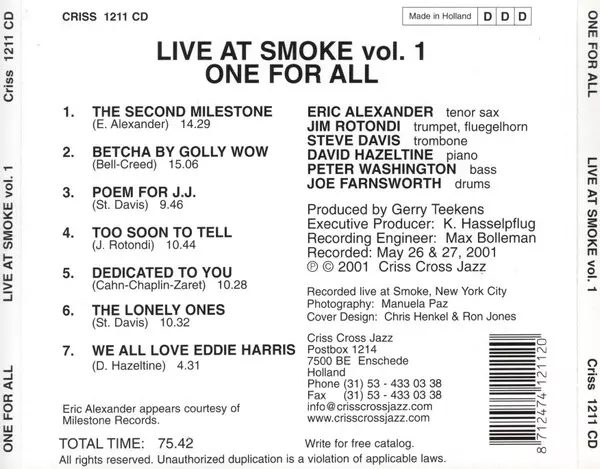 CRISS 1211 CD
Made in Holland
D D D
LIVE AT SMOKE vol. 1
ONE FOR ALL
1. THE SECOND MILESTONE
(E. Alexander) 14.29
2. BETCHA BY GOLLY WOW
(Bell-Creed) 15.06
3. POEM FOR J.J.
(St. Davis) 9.46
4. TOO SOON TO TELL
(J. Rotondi) 10.44
5. DEDICATED TO YOU
(Cahn-Chaplin-Zaret) 10.28
6. THE LONELY ONES
(St. Davis) 10.32
7. WE ALL LOVE EDDIE HARRIS
(D. Hazeltine) 4.31
Eric Alexander appears courtesy of
Milestone Records.
TOTAL TIME: 75.42
All rights reserved. Unauthorized duplication is a violation of applicable laws.
ERIC ALEXANDER tenor sax
JIM ROTONDI trumpet, fluegelhorn
STEVE DAVIS trombone
DAVID HAZELTINE piano
PETER WASHINGTON bass
JOE FARNSWORTH drums
Produced by Gerry Teekens
Executive Producer: K. Hasselpflug
Recording Engineer: Max Bolleman
Recorded: May 26 & 27, 2001
℗ © 2001 Criss Cross Jazz
Recorded live at Smoke, New York City
Photography: Manuela Paz
Cover Design: Chris Henkel & Ron Jones
Criss Cross Jazz
Postbox 1214
7500 BE Enschede
Holland
Phone (31) 53 - 433 03 38
Fax (31) 53 - 433 03 38
info@crisscrossjazz.com
www.crisscrossjazz.com
Write for free catalog.
8 712474 121120
Criss 1211 CD
LIVE AT SMOKE vol. 1
ONE FOR ALL
ONE FOR ALL
LIVE AT SMOKE vol. 1
Criss 1211 CD